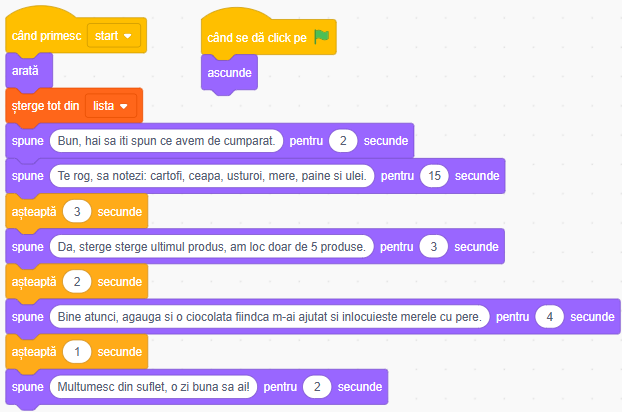 când primesc start
arată
șterge tot din lista
spune Bun, hai sa iti spun ce avem de cumparat. pentru 2 secunde
spune Te rog, sa notezi: cartofi, ceapa, usturoi, mere, paine si ulei. pentru 15 secunde
așteaptă 3 secunde
spune Da, sterge sterge ultimul produs, am loc doar de 5 produse. pentru 3 secunde
așteaptă 2 secunde
spune Bine atunci, agauga si o ciocolata fiindca m-ai ajutat si inlocuieste merele cu pere. pentru 4 secunde
așteaptă 1 secunde
spune Multumesc din suflet, o zi buna sa ai! pentru 2 secunde
când se dă click pe
ascunde